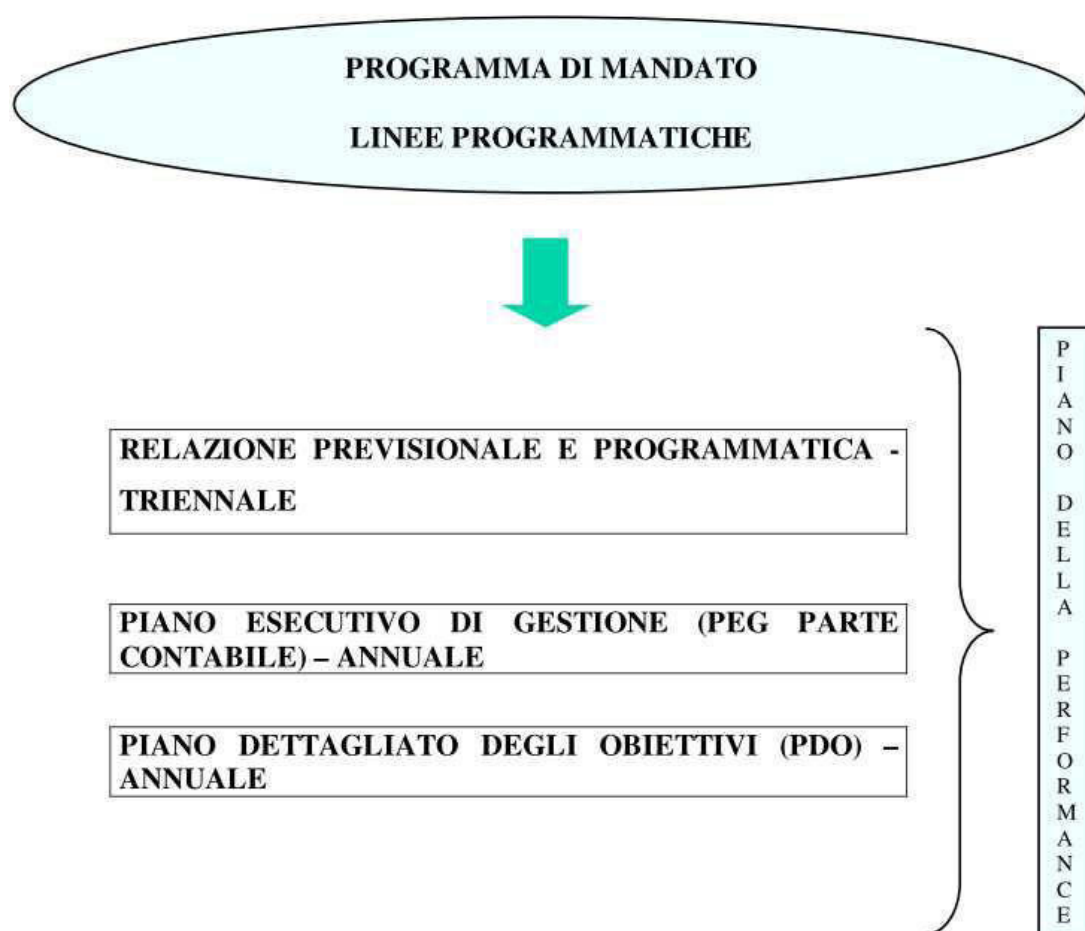 PROGRAMMA DI MANDATO
LINEE PROGRAMMATICHE
RELAZIONE PREVISIONALE E PROGRAMMATICA -
TRIENNALE
PIANO ESECUTIVO DI GESTIONE (PEG PARTE
CONTABILE) – ANNUALE
PIANO DETTAGLIATO DEGLI OBIETTIVI (PDO) –
ANNUALE
PIANO DELLA PERFORMANCE